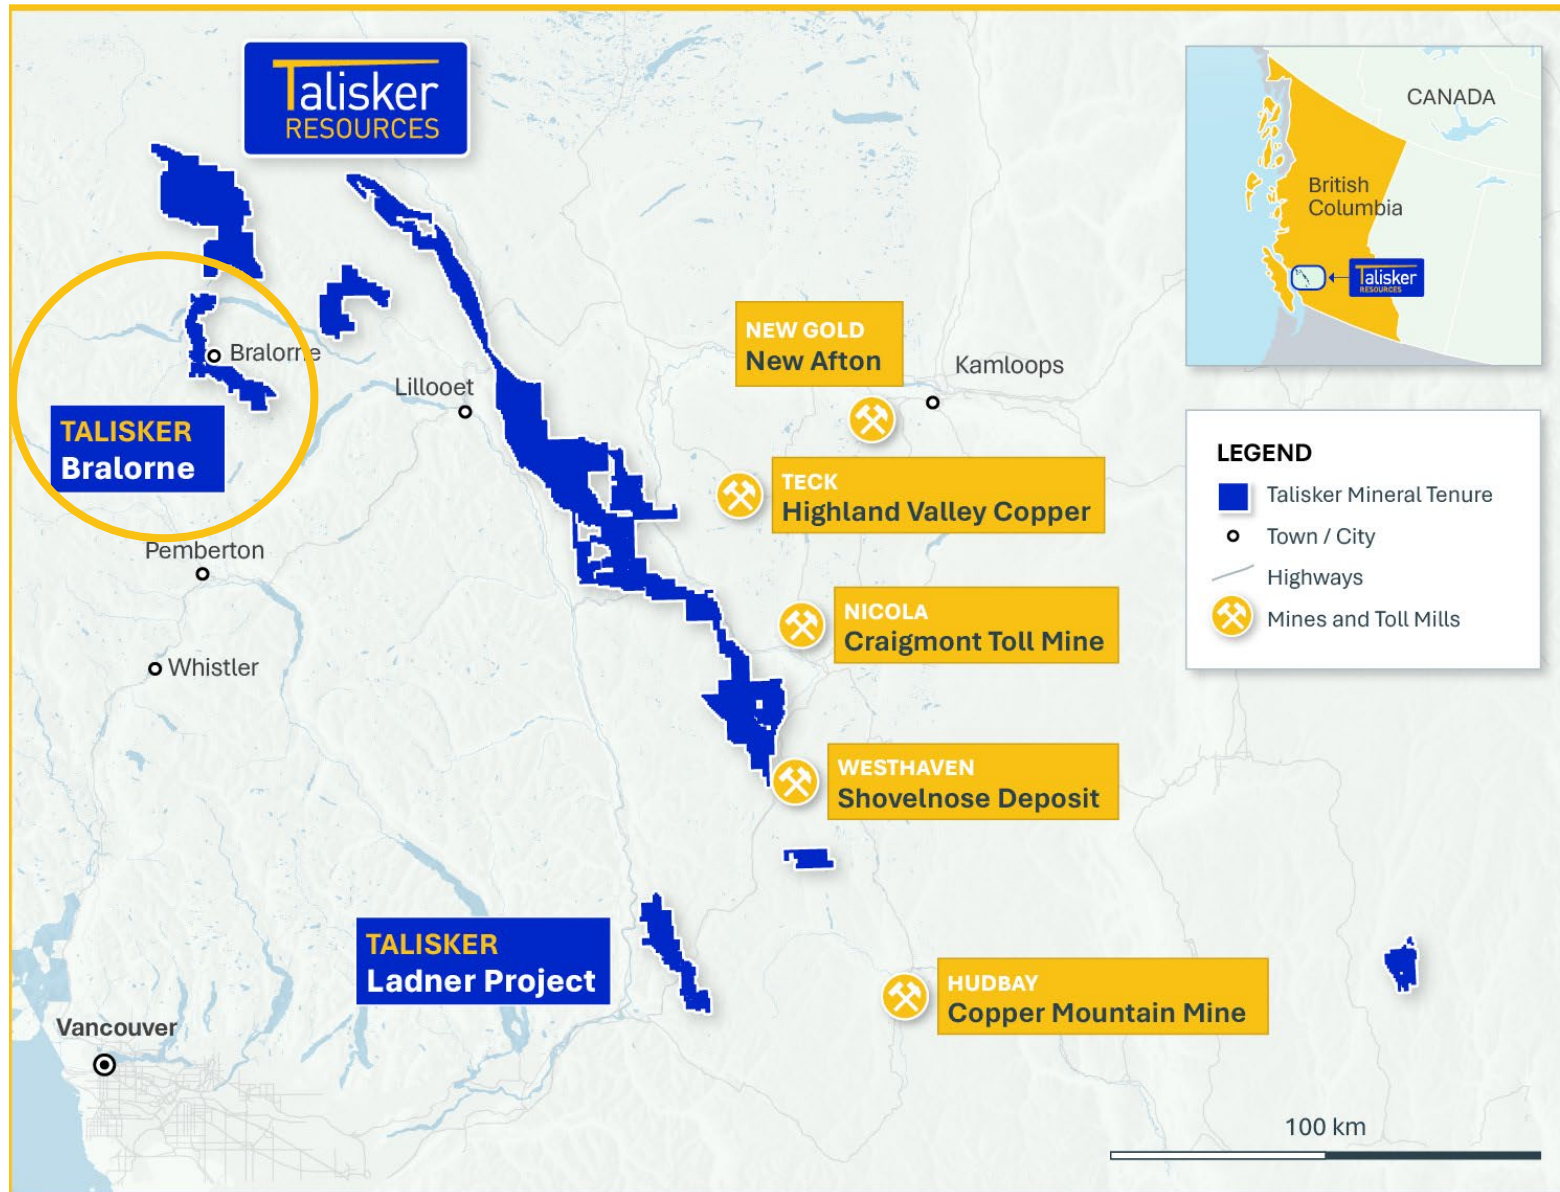 Talisker
RESOURCES
CANADA
British
Columbia
Talisker
RESOURCES
Bralorne
TALISKER
Bralorne
Lillooet
NEW GOLD
New Afton
Kamloops
TECK
Highland Valley Copper
LEGEND
Talisker Mineral Tenure
Town / City
Highways
Mines and Toll Mills
Pemberton
NICOLA
Craigmont Toll Mine
Whistler
WESTHAVEN
Shovelnose Deposit
TALISKER
Ladner Project
HUDBAY
Copper Mountain Mine
Vancouver
100 km